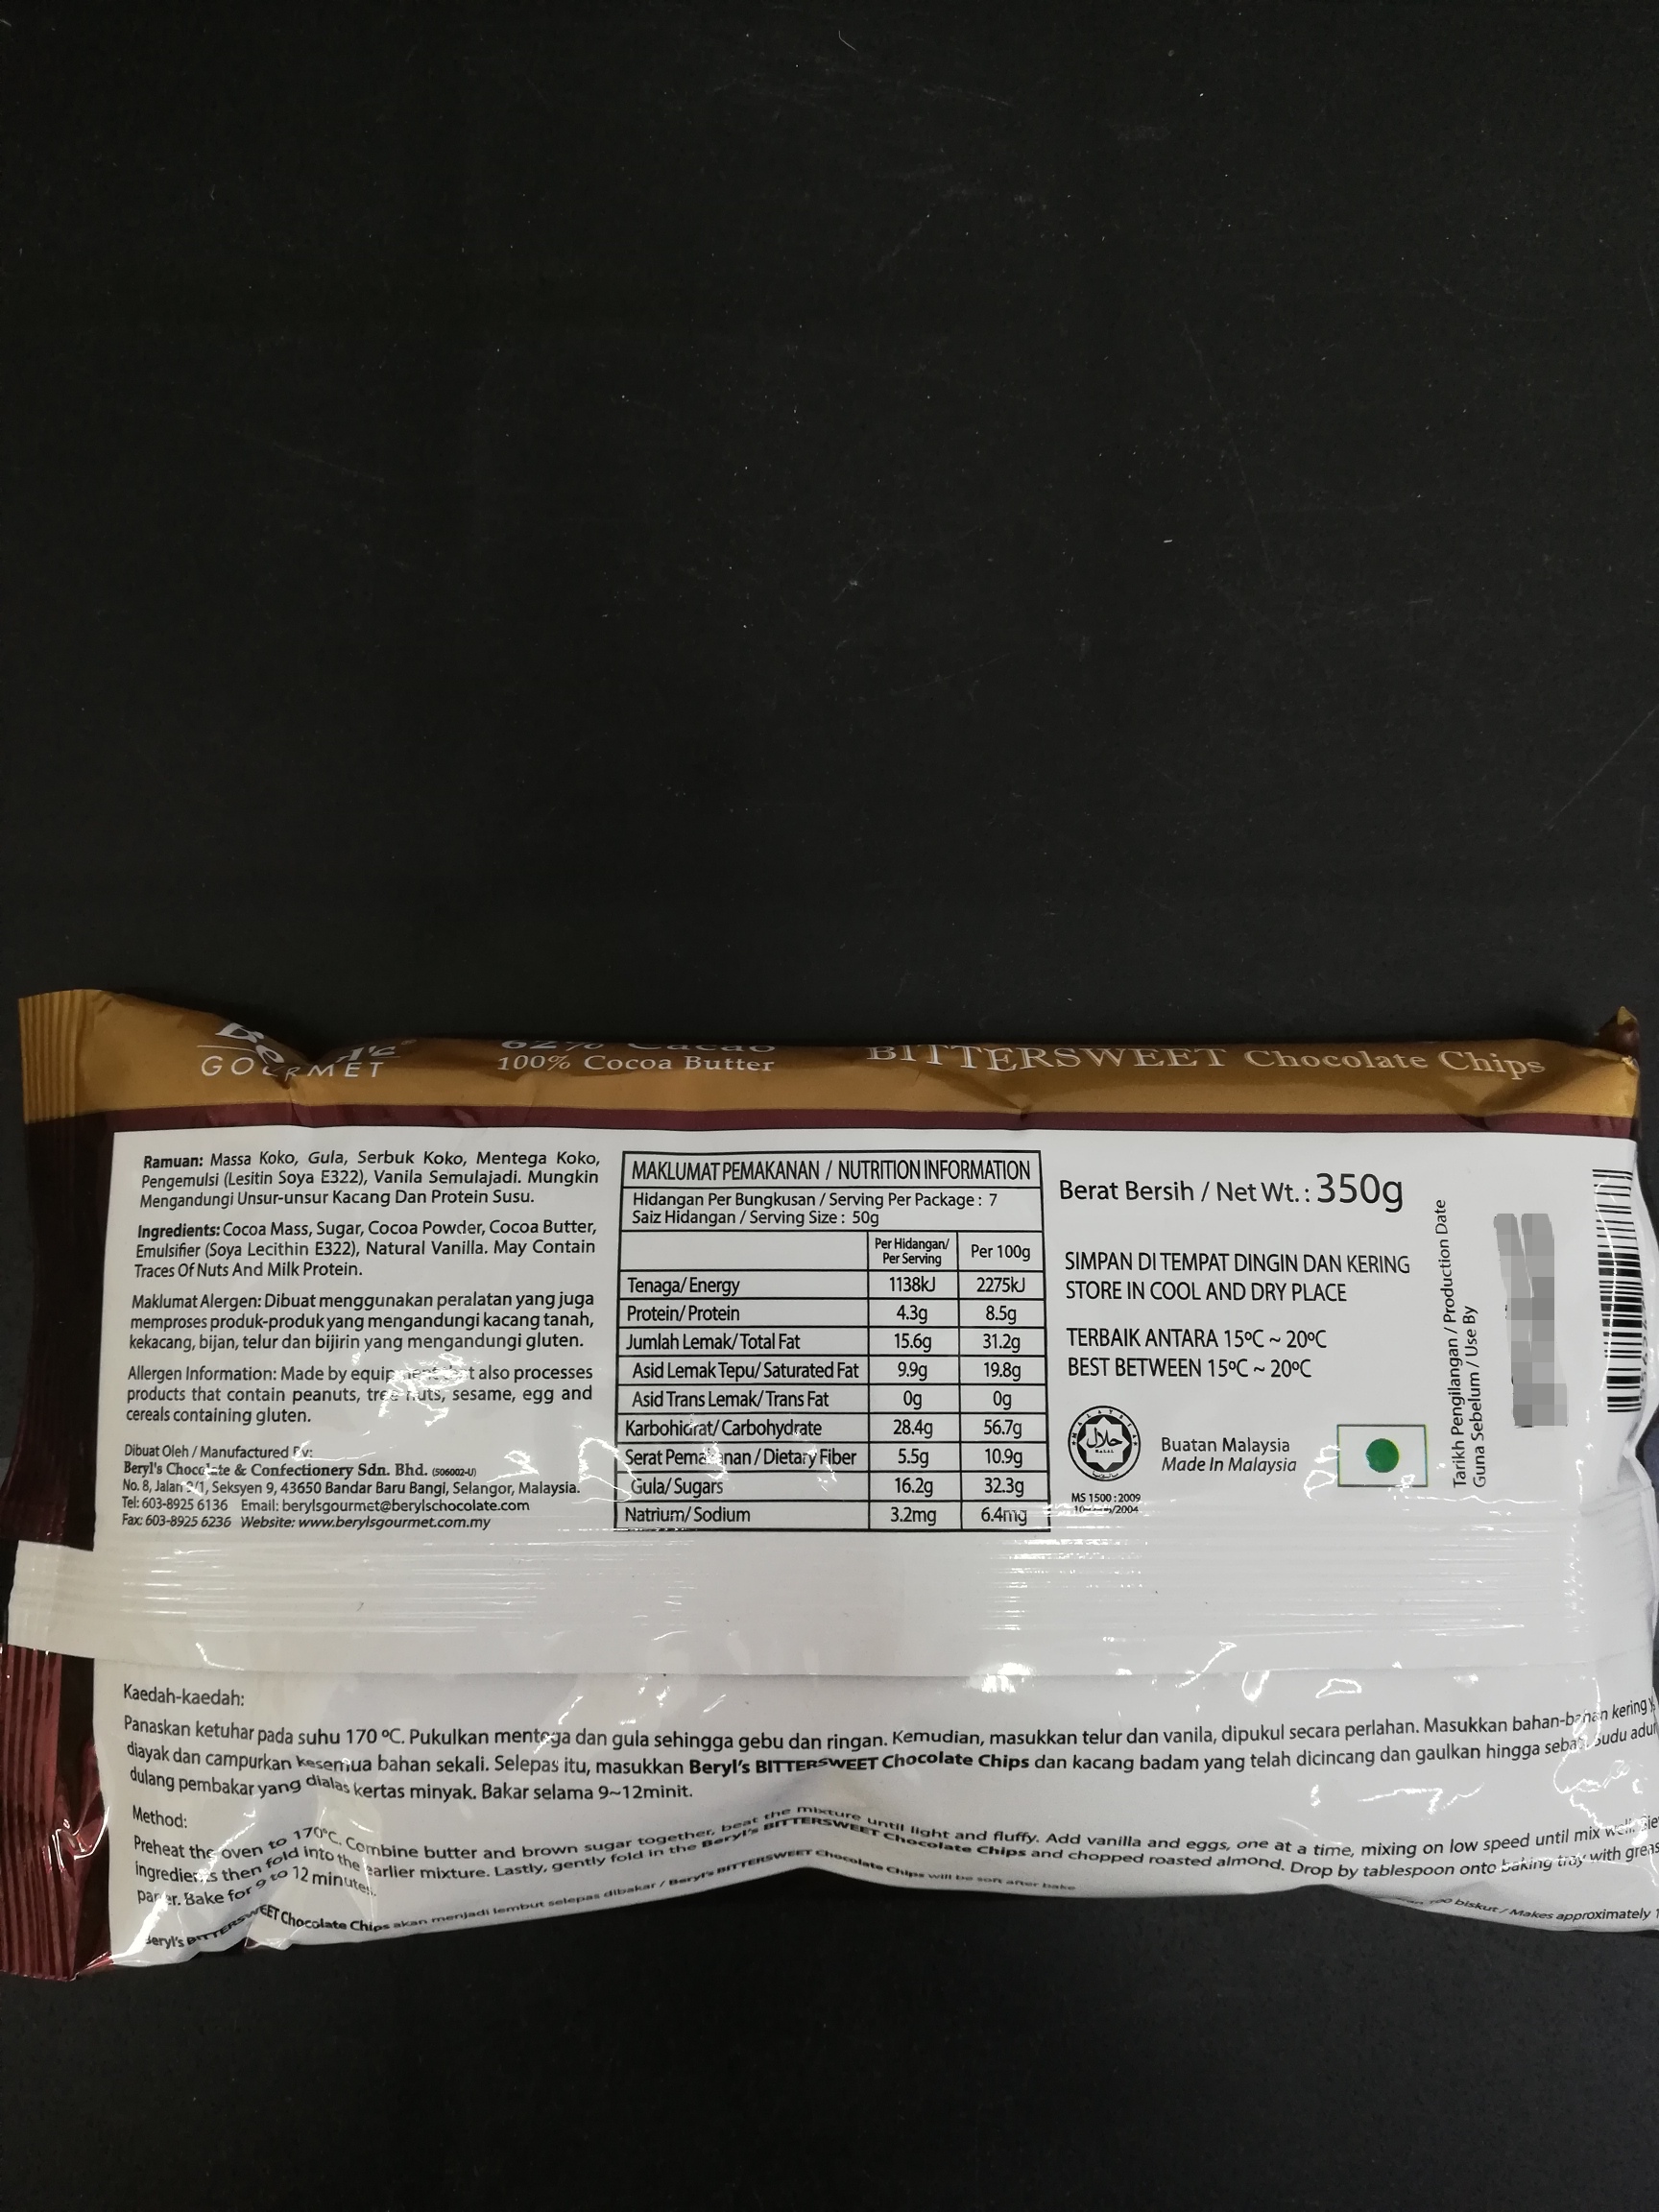 GOURMET
100% Cocoa Butter
BITTERSWEET Chocolate Chips
Ramuan: Massa Koko, Gula, Serbuk Koko, Mentega Koko,
Pengemulsi (Lesitin Soya E322), Vanila Semulajadi. Mungkin
Mengandungi Unsur-unsur Kacang Dan Protein Susu.
Ingredients: Cocoa Mass, Sugar, Cocoa Powder, Cocoa Butter,
Emulsifier (Soya Lecithin E322), Natural Vanilla. May Contain
Traces Of Nuts And Milk Protein.
Maklumat Alergen: Dibuat menggunakan peralatan yang juga
memproses produk-produk yang mengandungi kacang tanah,
kekacang, bijan, telur dan bijirin yang mengandungi gluten.
Allergen Information: Made by equipment that also processes
products that contain peanuts, tree nuts, sesame, egg and
cereals containing gluten.
Dibuat Oleh / Manufactured By:
Beryl's Chocolate & Confectionery Sdn. Bhd. (506002-U)
No. 8, Jalan 9/1, Seksyen 9, 43650 Bandar Baru Bangi, Selangor, Malaysia.
Tel: 603-8925 6136 Email: berylsgourmet@berylschocolate.com
Fax: 603-8925 6236 Website: www.berylsgourmet.com.my
MAKLUMAT PEMAKANAN / NUTRITION INFORMATION
Hidangan Per Bungkusan / Serving Per Package : 7
Saiz Hidangan / Serving Size : 50g
Per Hidangan/ Per 100g
Per Serving
Tenaga/ Energy 1138kJ 2275kJ
Protein/ Protein 4.3g 8.5g
Jumlah Lemak/ Total Fat 15.6g 31.2g
Asid Lemak Tepu/ Saturated Fat 9.9g 19.8g
Asid Trans Lemak/ Trans Fat 0g 0g
Karbohidrat/ Carbohydrate 28.4g 56.7g
Serat Pemakanan / Dietary Fiber 5.5g 10.9g
Gula/ Sugars 16.2g 32.3g
Natrium/ Sodium 3.2mg 6.4mg
Berat Bersih / Net Wt. : 350g
SIMPAN DI TEMPAT DINGIN DAN KERING
STORE IN COOL AND DRY PLACE
TERBAIK ANTARA 15ºC ~ 20ºC
BEST BETWEEN 15ºC ~ 20ºC
MALAYSIA
حلال
HALAL
Buatan Malaysia
Made In Malaysia
MS 1500 : 2009
Tarikh Pengilangan / Production Date
Guna Sebelum / Use By
Kaedah-kaedah:
Panaskan ketuhar pada suhu 170 ºC. Pukulkan mentega dan gula sehingga gebu dan ringan. Kemudian, masukkan telur dan vanila, dipukul secara perlahan. Masukkan bahan-bahan kering
diayak dan campurkan kesemua bahan sekali. Selepas itu, masukkan Beryl's BITTERSWEET Chocolate Chips dan kacang badam yang telah dicincang dan gaulkan hingga sebati. Sudu
dulang pembakar yang dialas kertas minyak. Bakar selama 9~12minit.
Method:
Preheat the oven to 170ºC. Combine butter and brown sugar together, beat the mixture until light and fluffy. Add vanilla and eggs, one at a time, mixing on low speed until mix well.
ingredients then fold into the earlier mixture. Lastly, gently fold in the Beryl's BITTERSWEET Chocolate Chips and chopped roasted almond. Drop by tablespoon onto baking tray with
paper. Bake for 9 to 12 minutes.
Beryl's BITTERSWEET Chocolate Chips akan menjadi lembut selepas dibakar / Beryl's BITTERSWEET Chocolate Chips will be soft after bake
100 biskut / Makes approximately